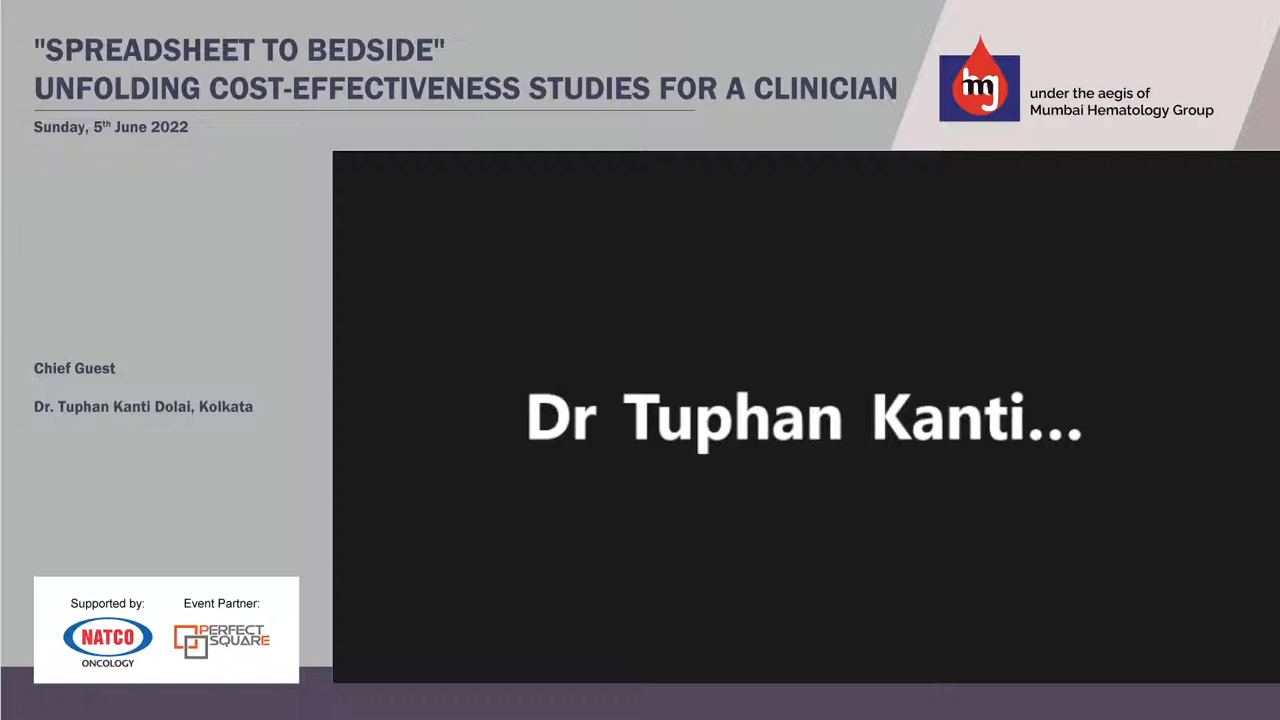 "SPREADSHEET TO BEDSIDE"
UNFOLDING COST-EFFECTIVENESS STUDIES FOR A CLINICIAN
Sunday, 5th June 2022
hg
under the aegis of
Mumbai Hematology Group
Chief Guest
Dr. Tuphan Kanti Dolai, Kolkata
Dr Tuphan Kanti...
Supported by: Event Partner:
NATCO
ONCOLOGY
PERFECT
SQUARE